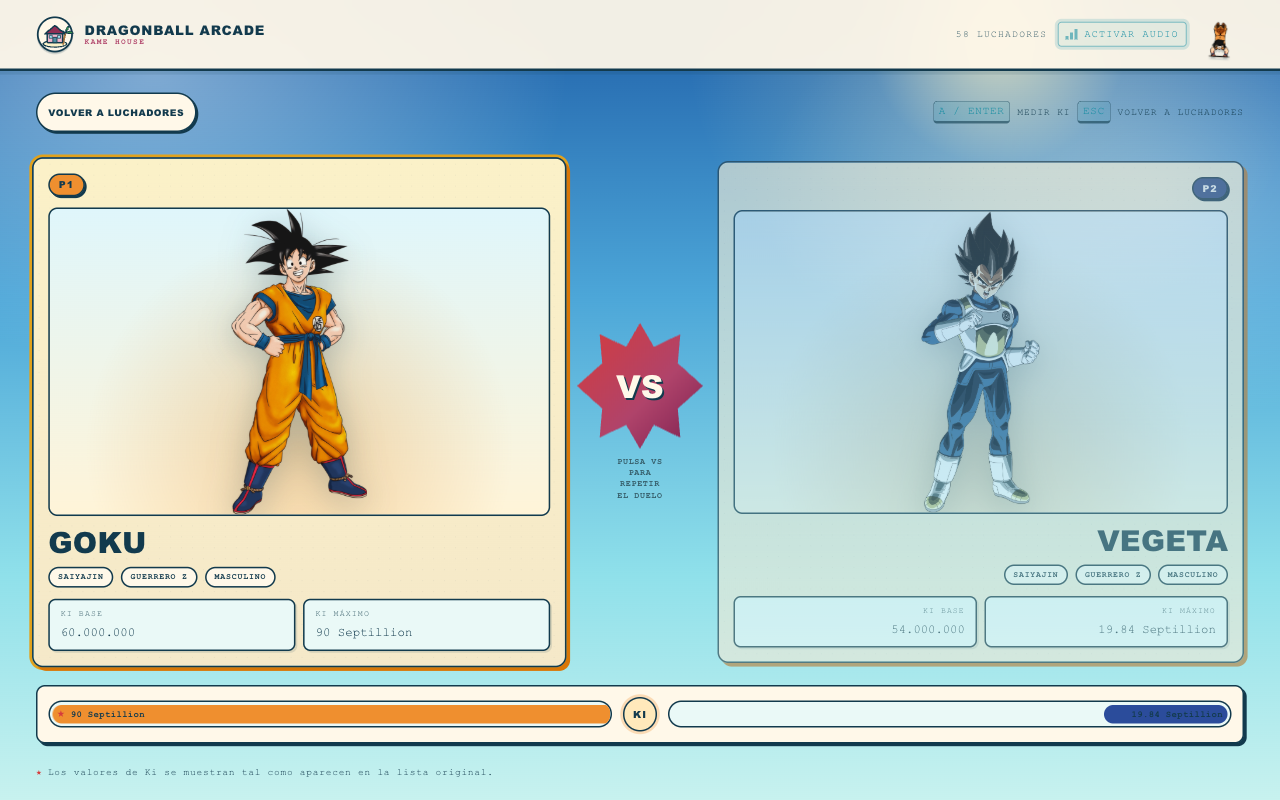 DRAGONBALL ARCADE
KAME HOUSE
58 LUCHADORES
ACTIVAR AUDIO
VOLVER A LUCHADORES
A / ENTER MEDIR KI ESC VOLVER A LUCHADORES
P1
GOKU
SAIYAJIN GUERRERO Z MASCULINO
KI BASE
60.000.000
KI MÁXIMO
90 Septillion
VS
PULSA VS
PARA
REPETIR
EL DUELO
P2
VEGETA
SAIYAJIN GUERRERO Z MASCULINO
KI BASE
54.000.000
KI MÁXIMO
19.84 Septillion
★ 90 Septillion
KI
19.84 Septillion
★ Los valores de Ki se muestran tal como aparecen en la lista original.